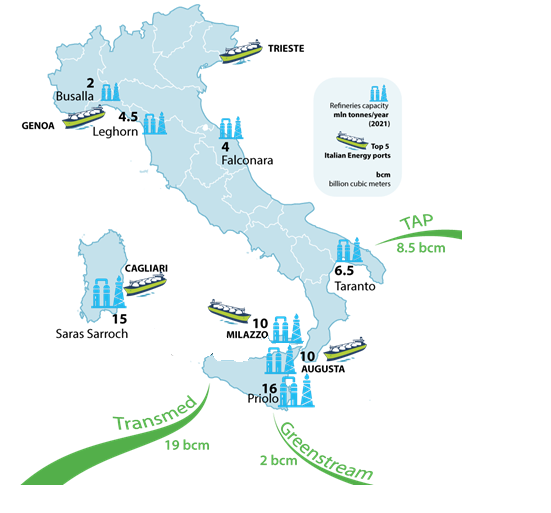 TRIESTE
2
Busalla
GENOA
4.5
Leghorn
4
Falconara
Refineries capacity
mln tonnes/year
(2021)
Top 5
Italian Energy ports
bcm
billion cubic meters
TAP
8.5 bcm
6.5
Taranto
CAGLIARI
15
Saras Sarroch
10
MILAZZO
10
AUGUSTA
16
Priolo
Transmed
19 bcm
Greenstream
2 bcm